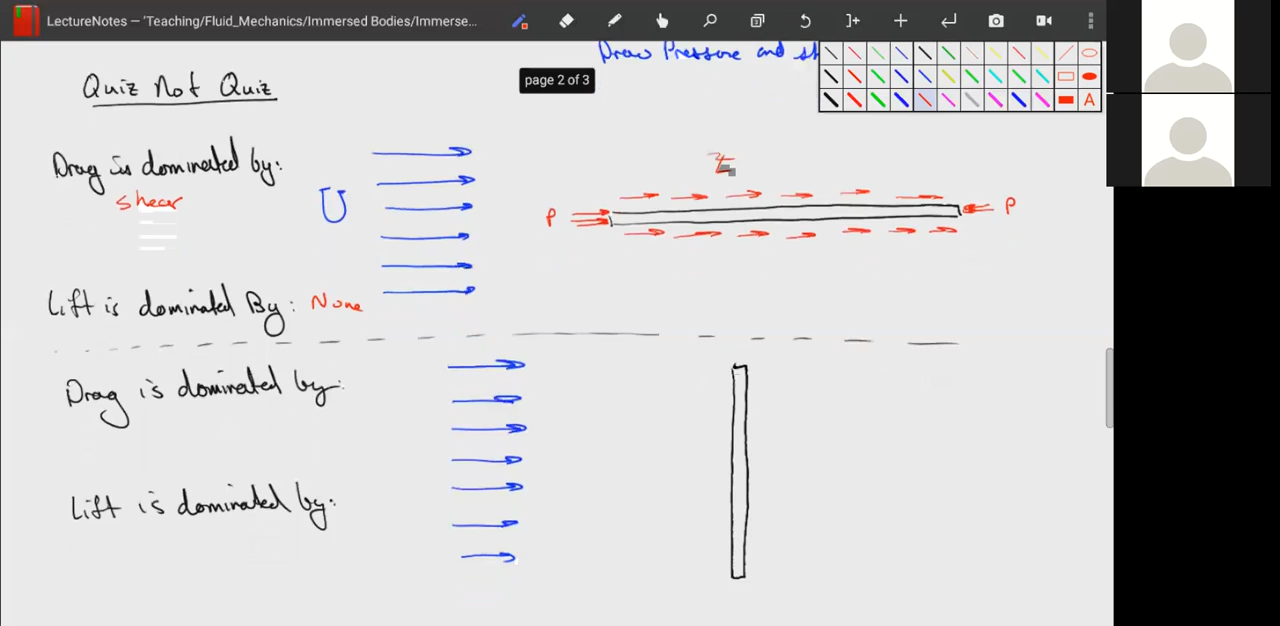 LectureNotes — 'Teaching/Fluid_Mechanics/Immersed Bodies/Immerse...
Draw Pressure and sh
page 2 of 3
A
Quiz Not Quiz
Drag is dominated by:
shear
U
P
P
Lift is dominated By: None
Drag is dominated by:
Lift is dominated by: